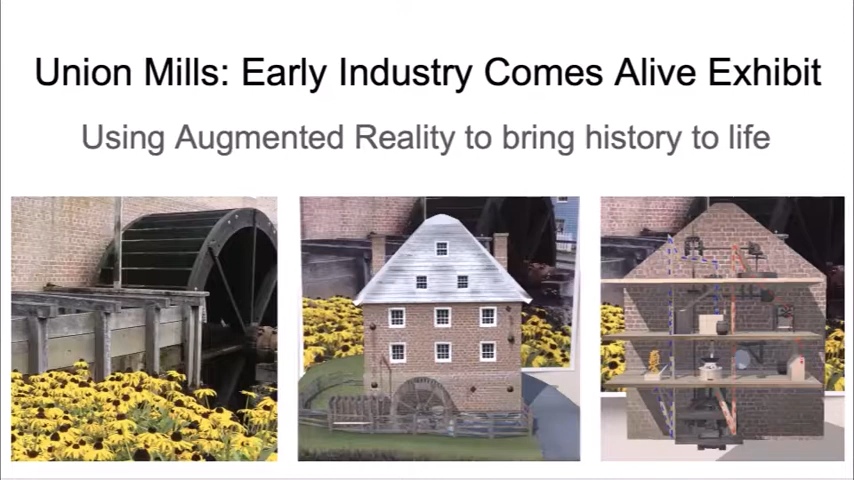 Union Mills: Early Industry Comes Alive Exhibit
Using Augmented Reality to bring history to life